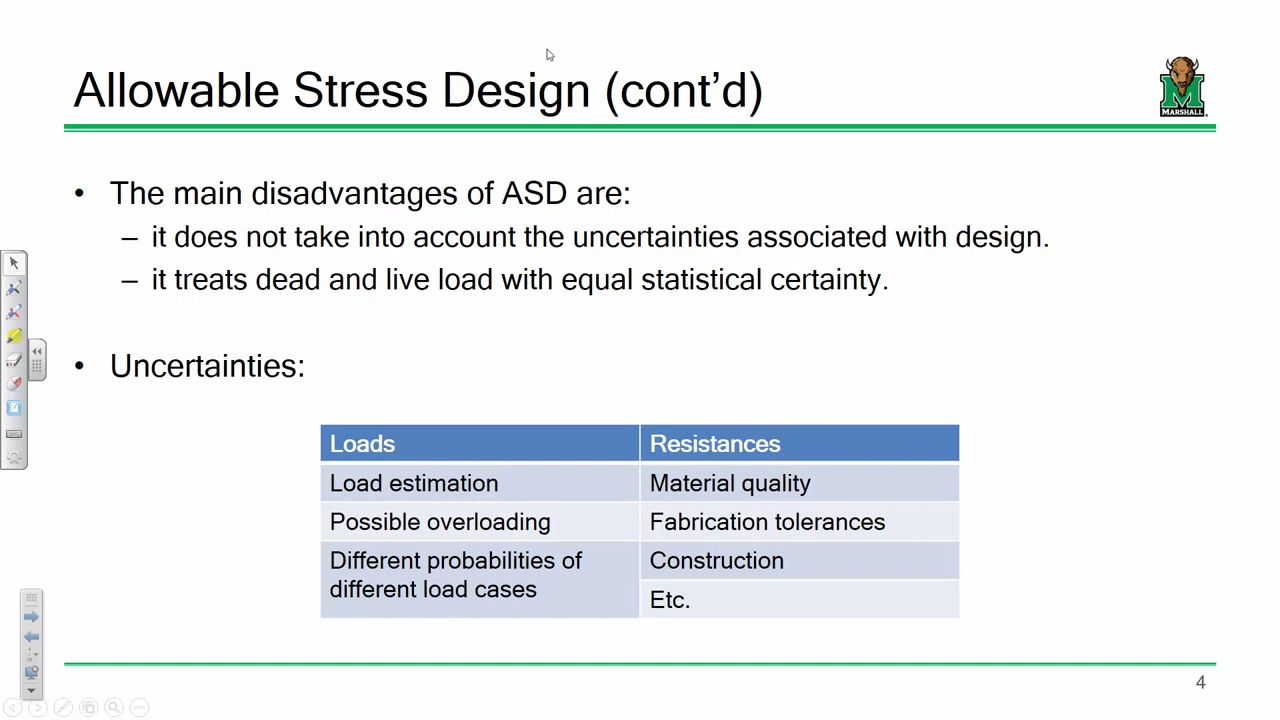 Allowable Stress Design (cont’d)
MARSHALL
• The main disadvantages of ASD are:
– it does not take into account the uncertainties associated with design.
– it treats dead and live load with equal statistical certainty.
• Uncertainties:
Loads Resistances
Load estimation Material quality
Possible overloading Fabrication tolerances
Different probabilities of Construction
different load cases Etc.
4